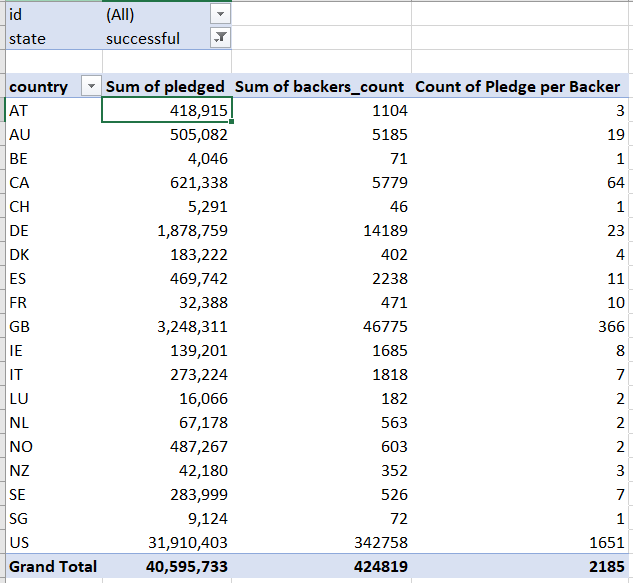 id (All)
state successful
country Sum of pledged Sum of backers_count Count of Pledge per Backer
AT 418,915 1104 3
AU 505,082 5185 19
BE 4,046 71 1
CA 621,338 5779 64
CH 5,291 46 1
DE 1,878,759 14189 23
DK 183,222 402 4
ES 469,742 2238 11
FR 32,388 471 10
GB 3,248,311 46775 366
IE 139,201 1685 8
IT 273,224 1818 7
LU 16,066 182 2
NL 67,178 563 2
NO 487,267 603 2
NZ 42,180 352 3
SE 283,999 526 7
SG 9,124 72 1
US 31,910,403 342758 1651
Grand Total 40,595,733 424819 2185